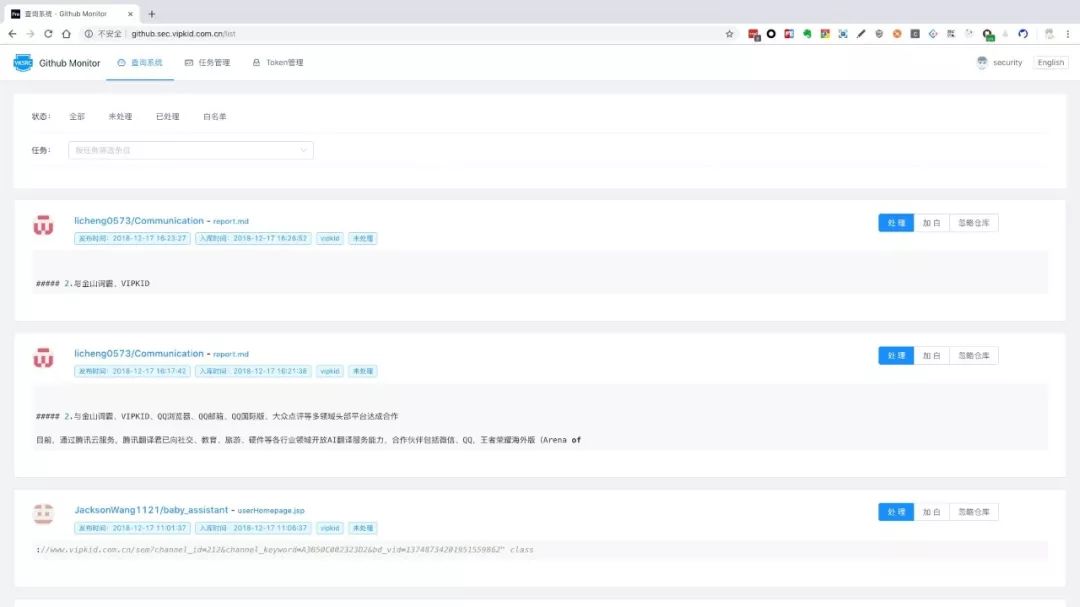 查询系统 - Github Monitor
不安全 github.sec.vipkid.com.cn/list
VKSRC Github Monitor 查询系统 任务管理 Token管理 security English
状态: 全部 未处理 已处理 白名单
任务: 按任务筛选条目
licheng0573/Communication - report.md 处理 加白 忽略仓库
发布时间: 2018-12-17 16:23:27 入库时间: 2018-12-17 16:26:52 vipkid 未处理
##### 2.与金山词霸、VIPKID
licheng0573/Communication - report.md 处理 加白 忽略仓库
发布时间: 2018-12-17 16:17:42 入库时间: 2018-12-17 16:21:38 vipkid 未处理
##### 2.与金山词霸、VIPKID、QQ浏览器、QQ邮箱、QQ国际版、大众点评等多领域头部平台达成合作
目前，通过腾讯云服务，腾讯翻译君已向社交、教育、旅游、硬件等各行业领域开放AI翻译服务能力，合作伙伴包括微信、QQ、王者荣耀海外版（Arena of
JacksonWang1121/baby_assistant - userHomepage.jsp 处理 加白 忽略仓库
发布时间: 2018-12-17 11:01:37 入库时间: 2018-12-17 11:06:37 vipkid 未处理
://www.vipkid.com.cn/sem?channel_id=212&channel_keyword=A3050C002323D2&bd_vid=13748734201951559862" class